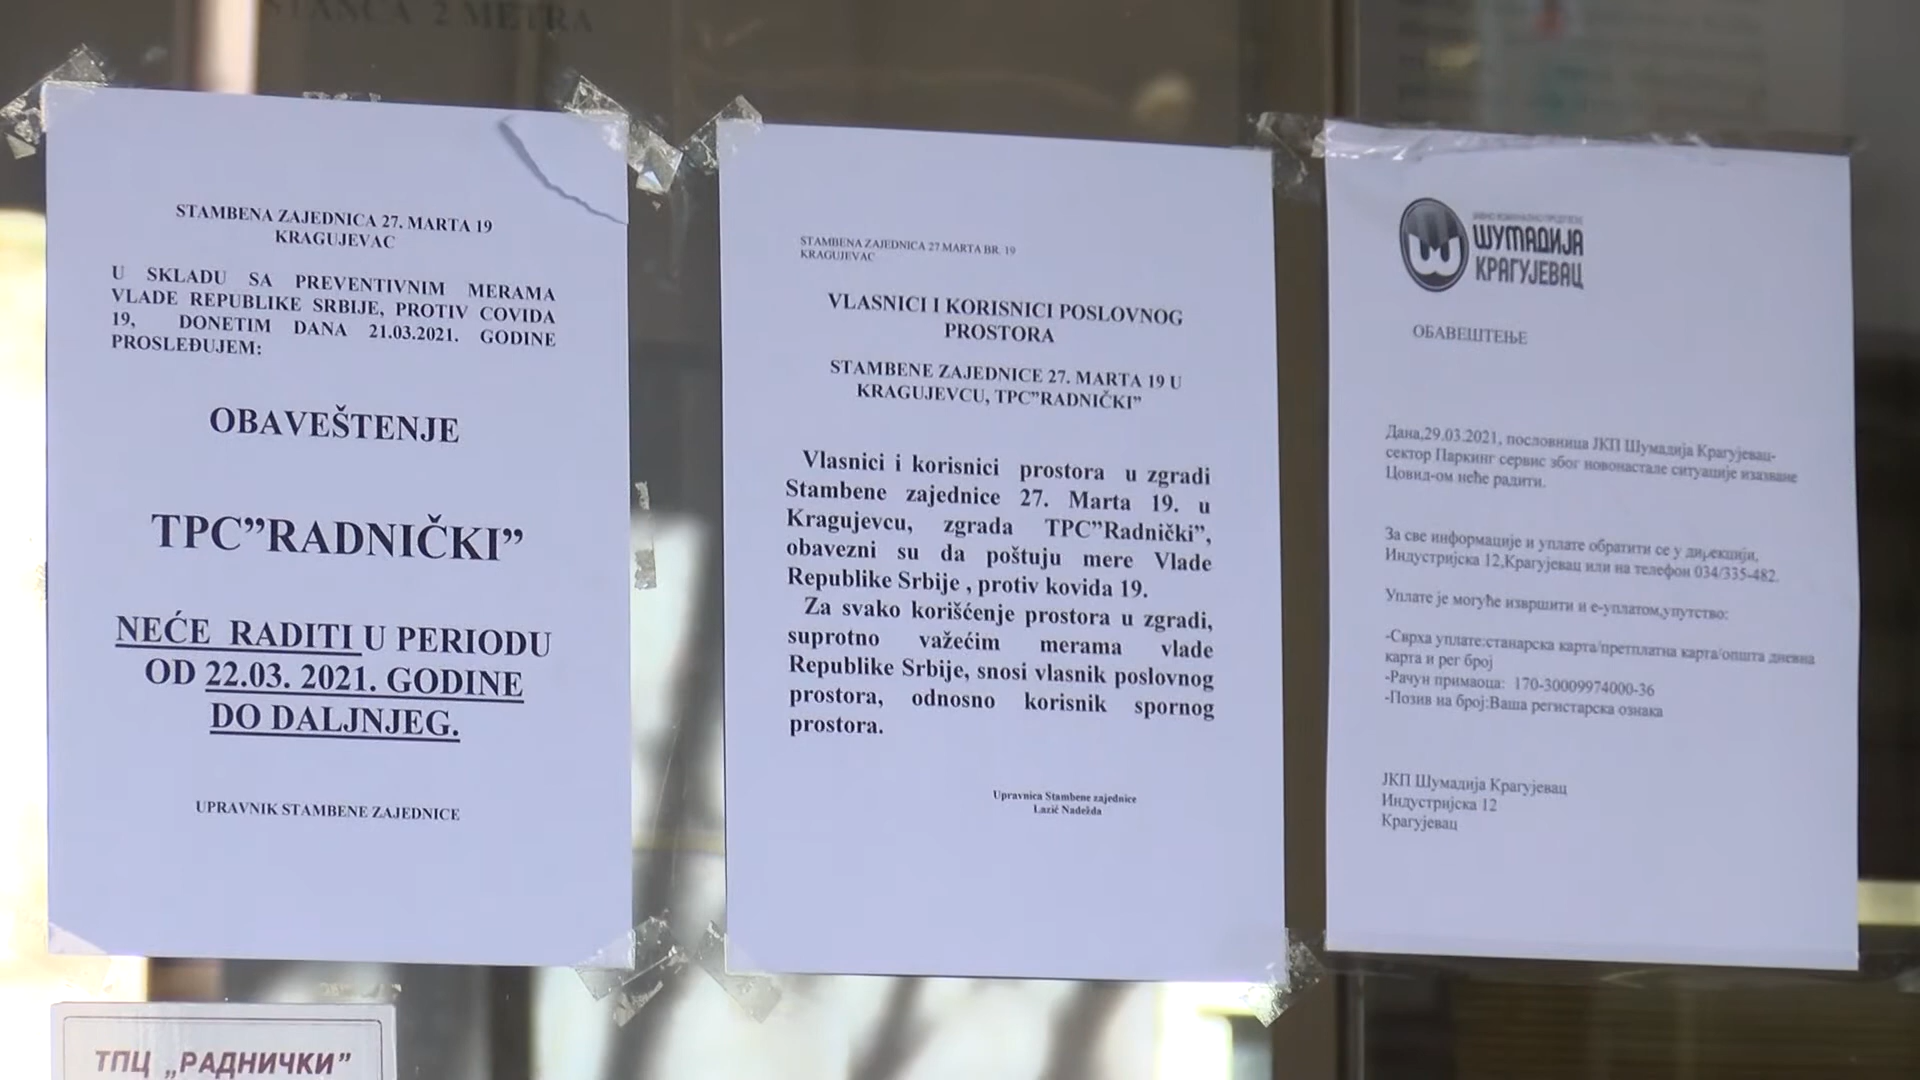 STANCA 2 METRA
STAMBENA ZAJEDNICA 27. MARTA 19
KRAGUJEVAC
U SKLADU SA PREVENTIVNIM MERAMA
VLADE REPUBLIKE SRBIJE, PROTIV COVIDA
19, DONETIM DANA 21.03.2021. GODINE
PROSLEĐUJEM:
OBAVEŠTENJE
TPC”RADNIČKI”
NEĆE RADITI U PERIODU
OD 22.03. 2021. GODINE
DO DALJNJEG.
UPRAVNIK STAMBENE ZAJEDNICE
STAMBENA ZAJEDNICA 27 MARTA BR. 19
KRAGUJEVAC
VLASNICI I KORISNICI POSLOVNOG
PROSTORA
STAMBENE ZAJEDNICE 27. MARTA 19 U
KRAGUJEVCU, TPC”RADNIČKI”
Vlasnici i korisnici prostora u zgradi
Stambene zajednice 27. Marta 19. u
Kragujevcu, zgrada TPC”Radnički”,
obavezni su da poštuju mere Vlade
Republike Srbije , protiv kovida 19.
Za svako korišćenje prostora u zgradi,
suprotno važećim merama vlade
Republike Srbije, snosi vlasnik poslovnog
prostora, odnosno korisnik spornog
prostora.
Upravnica Stambene zajednice
Lazić Nadežda
ЈАВНО КОМУНАЛНО ПРЕДУЗЕЋЕ
ШУМАДИЈА
КРАГУЈЕВАЦ
ОБАВЕШТЕЊЕ
Дана,29.03.2021, пословница ЈКП Шумадија Крагујевац-
сектор Паркинг сервис због новонастале ситуације изазване
Цовид-ом неће радити.
За све информације и уплате обратити се у дирекцији,
Индустријска 12,Крагујевац или на телефон 034/335-482.
Уплате је могуће извршити и е-уплатом,упутство:
-Сврха уплате:станарска карта/претплатна карта/општа дневна
карта и рег број
-Рачун примаоца: 170-30009974000-36
-Позив на број:Ваша регистарска ознака
ЈКП Шумадија Крагујевац
Индустријска 12
Крагујевац
ТПЦ „РАДНИЧКИ”